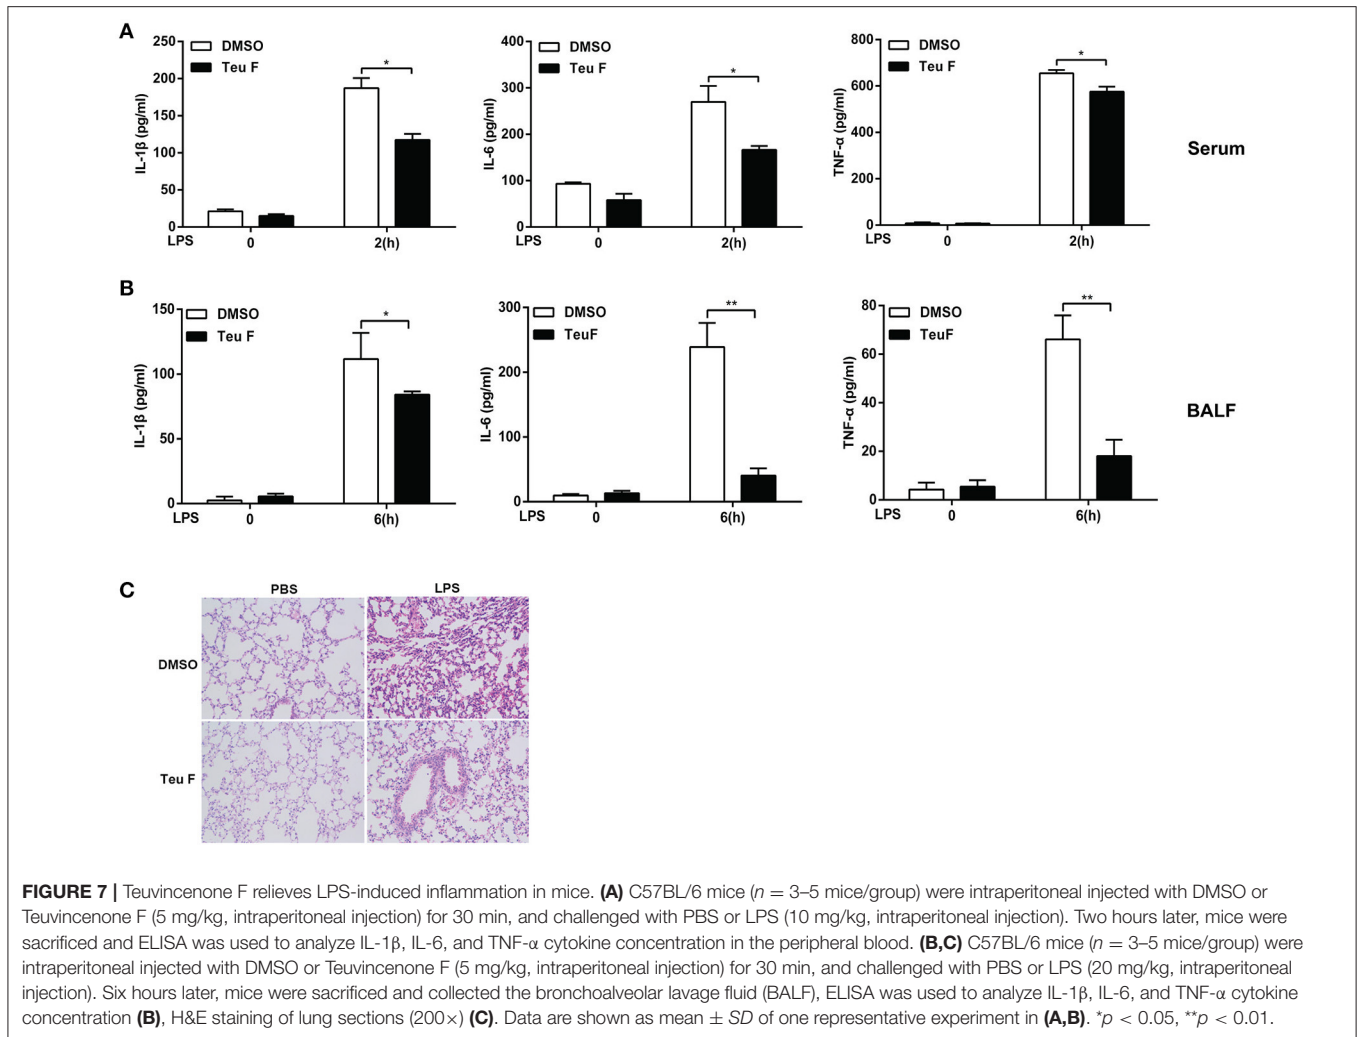 A
250
200
150
100
50
0
IL-1β (pg/ml)
DMSO
Teu F
*
LPS
0
2(h)
400
300
200
100
0
IL-6 (pg/ml)
DMSO
Teu F
*
LPS
0
2(h)
800
600
400
200
0
TNF-α (pg/ml)
DMSO
Teu F
*
LPS
0
2(h)
Serum
B
150
100
50
0
IL-1β (pg/ml)
DMSO
Teu F
*
LPS
0
6(h)
300
200
100
0
IL-6 (pg/ml)
DMSO
TeuF
**
LPS
0
6(h)
80
60
40
20
0
TNF-α (pg/ml)
DMSO
TeuF
**
LPS
0
6(h)
BALF
C
PBS
LPS
DMSO
Teu F
FIGURE 7 | Teuvincenone F relieves LPS-induced inflammation in mice. (A) C57BL/6 mice (n = 3–5 mice/group) were intraperitoneal injected with DMSO or
Teuvincenone F (5 mg/kg, intraperitoneal injection) for 30 min, and challenged with PBS or LPS (10 mg/kg, intraperitoneal injection). Two hours later, mice were
sacrificed and ELISA was used to analyze IL-1β, IL-6, and TNF-α cytokine concentration in the peripheral blood. (B,C) C57BL/6 mice (n = 3–5 mice/group) were
intraperitoneal injected with DMSO or Teuvincenone F (5 mg/kg, intraperitoneal injection) for 30 min, and challenged with PBS or LPS (20 mg/kg, intraperitoneal
injection). Six hours later, mice were sacrificed and collected the bronchoalveolar lavage fluid (BALF), ELISA was used to analyze IL-1β, IL-6, and TNF-α cytokine
concentration (B), H&E staining of lung sections (200×) (C). Data are shown as mean ± SD of one representative experiment in (A,B). *p < 0.05, **p < 0.01.